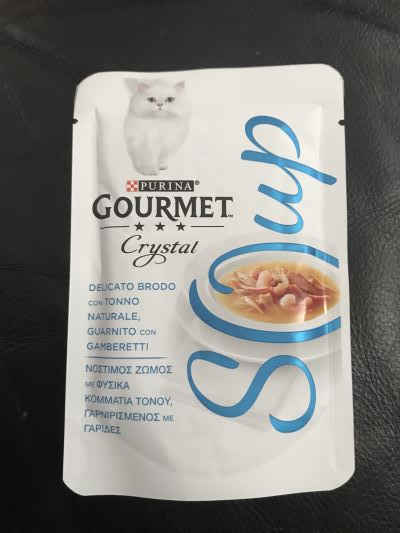 PURINA®
GOURMET™
Crystal
Soup
DELICATO BRODO
CON TONNO
NATURALE,
GUARNITO CON
GAMBERETTI
ΝΟΣΤΙΜΟΣ ΖΩΜΟΣ
ΜΕ ΦΥΣΙΚΑ
ΚΟΜΜΑΤΙΑ ΤΟΝΟΥ,
ΓΑΡΝΙΡΙΣΜΕΝΟΣ ΜΕ
ΓΑΡΙΔΕΣ